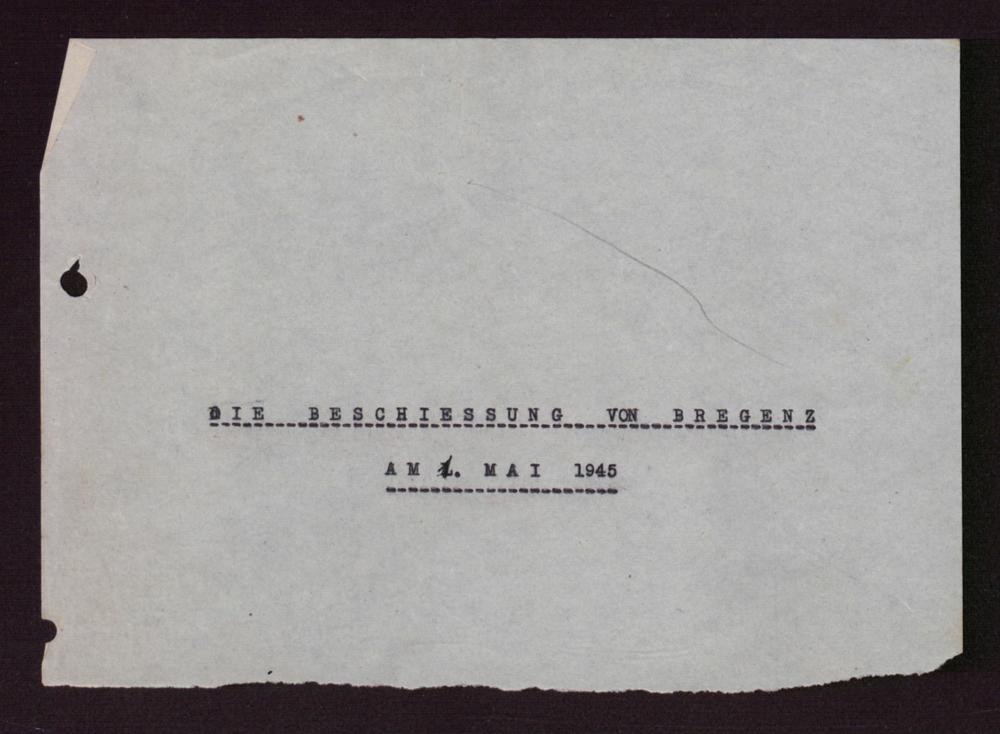 DIE BESCHIESSUNG VON BREGENZ
AM 1. MAI 1945